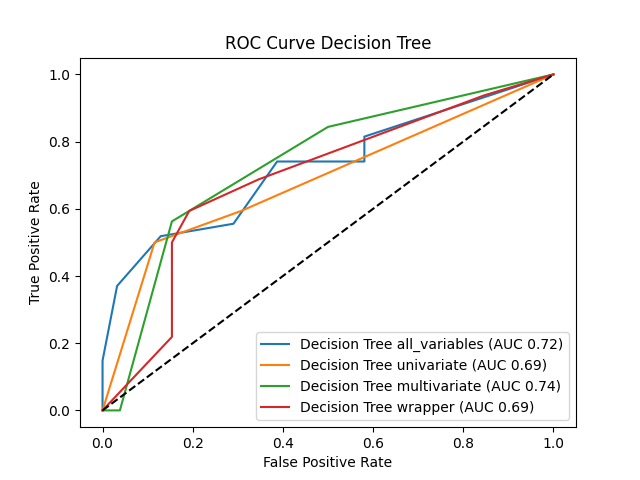 ROC Curve Decision Tree
True Positive Rate
1.0
0.8
0.6
0.4
0.2
0.0
Decision Tree all_variables (AUC 0.72)
Decision Tree univariate (AUC 0.69)
Decision Tree multivariate (AUC 0.74)
Decision Tree wrapper (AUC 0.69)
0.0 0.2 0.4 0.6 0.8 1.0
False Positive Rate